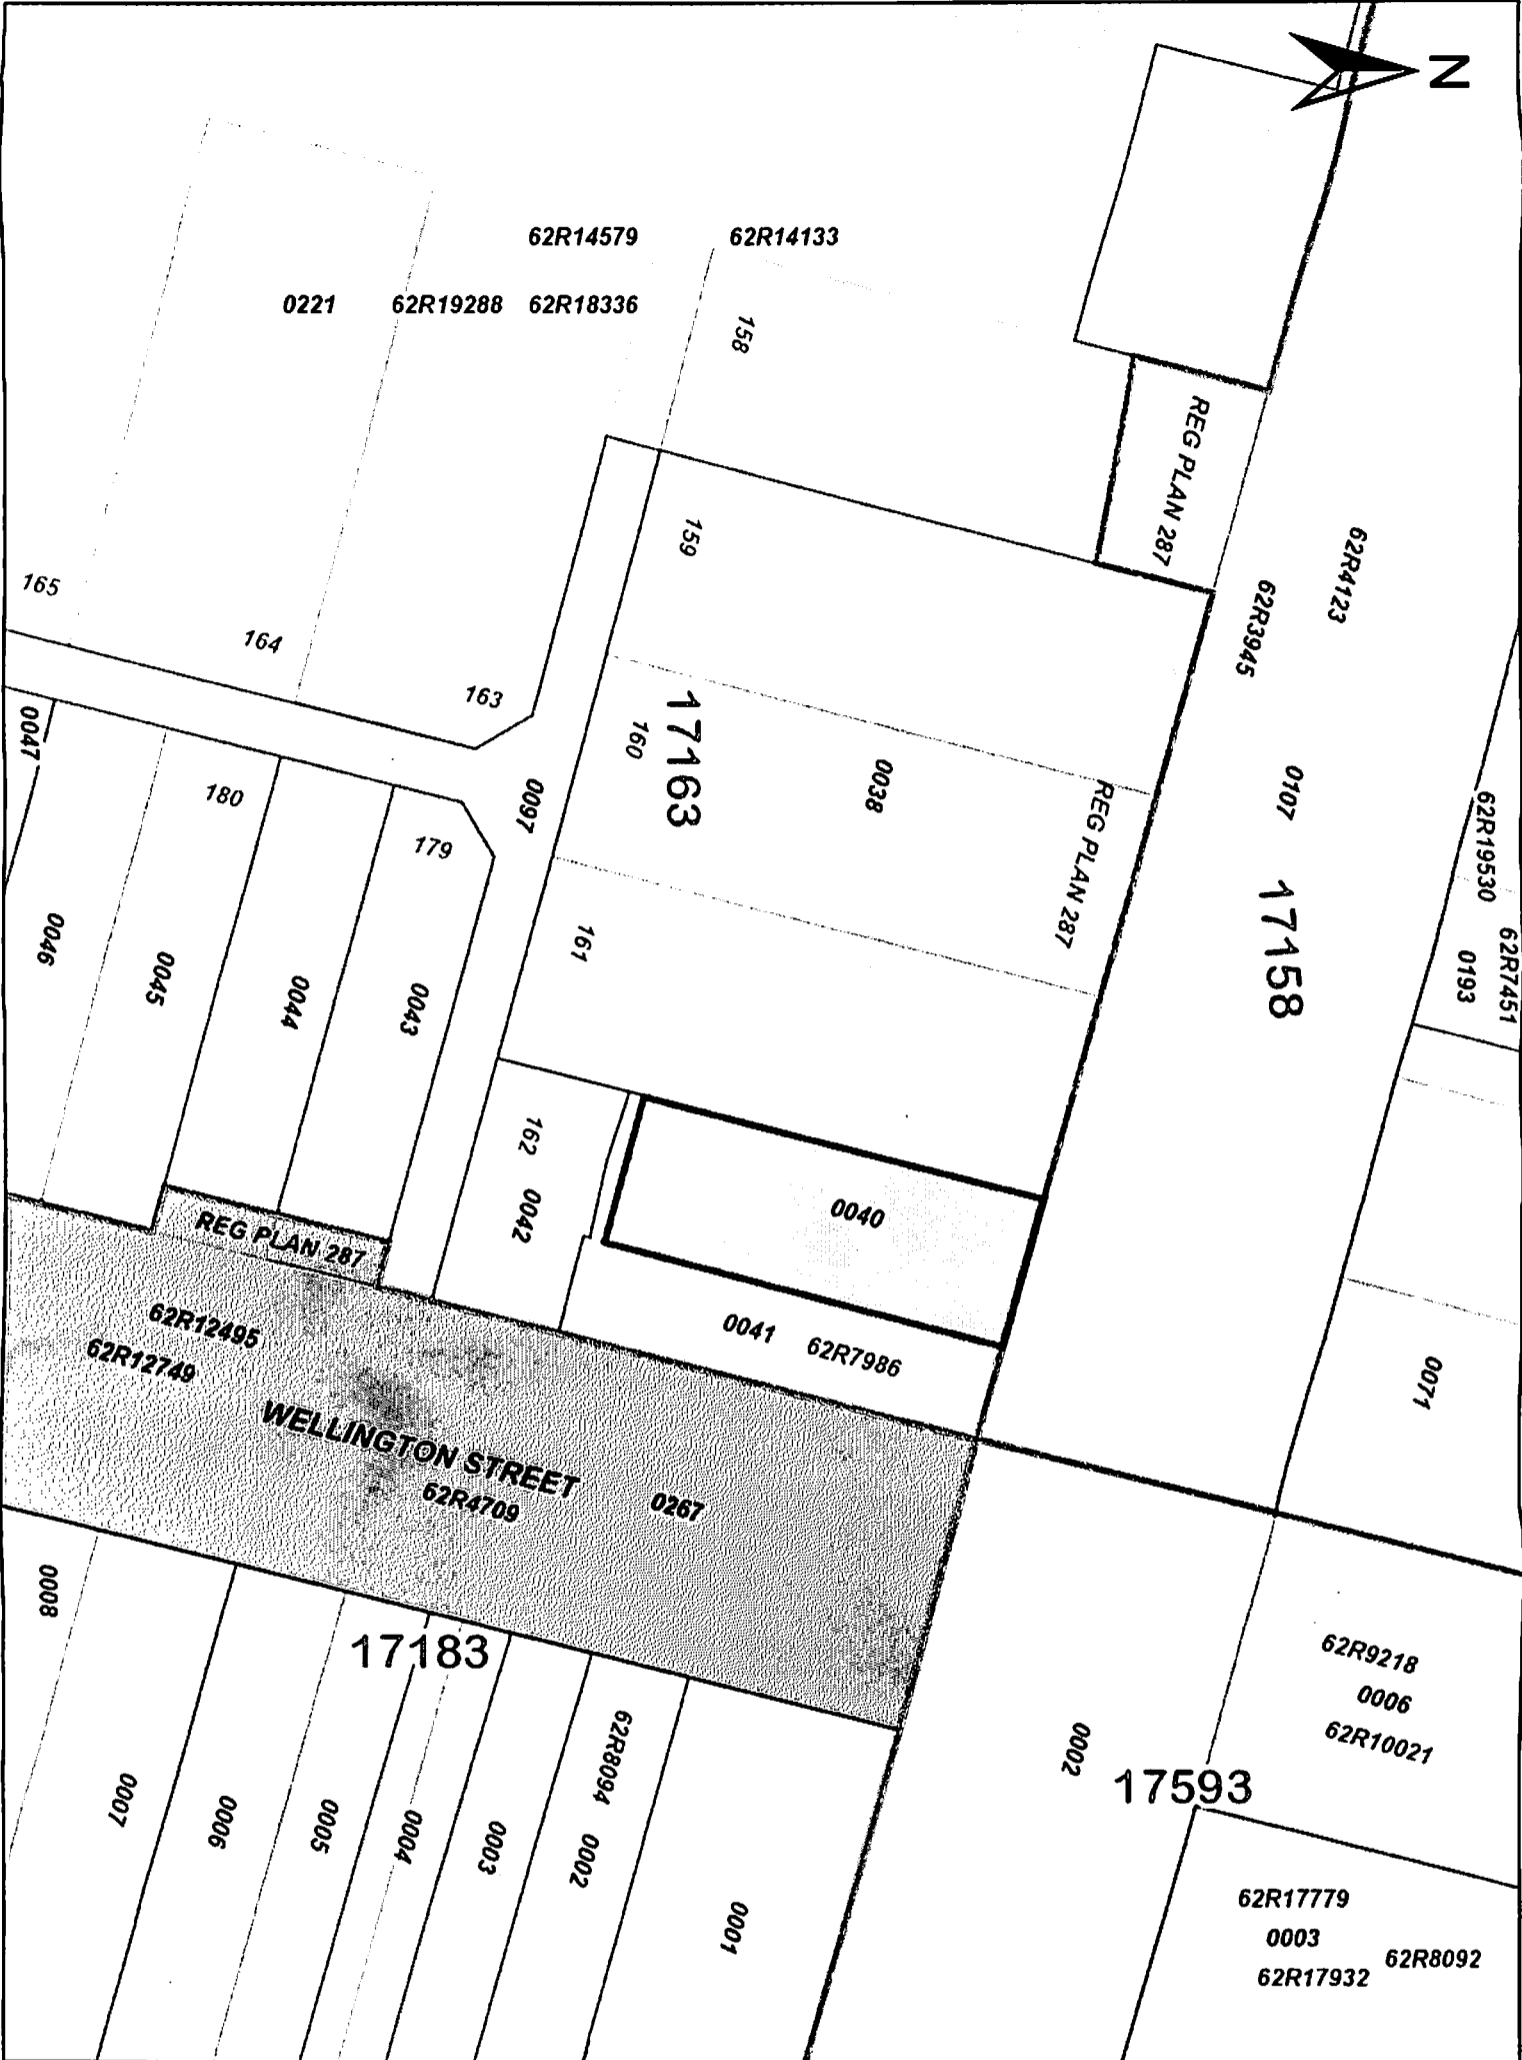 N
62R14579
62R14133
0221
62R19288
62R18336
158
REG PLAN 287
159
62R4123
62R3945
165
164
163
17163
160
0047
180
0038
0107
0097
REG PLAN 287
179
62R19530
17158
62R7451
0193
161
0046
0045
0044
0043
162
0042
0040
REG PLAN 287
62R12495
62R12749
0041
62R7986
0071
WELLINGTON STREET
62R4709
0267
0008
17183
62R9218
0006
62R10021
0002
17593
62R8094
0002
0007
0006
0005
0004
0003
0001
62R17779
0003
62R17932
62R8092